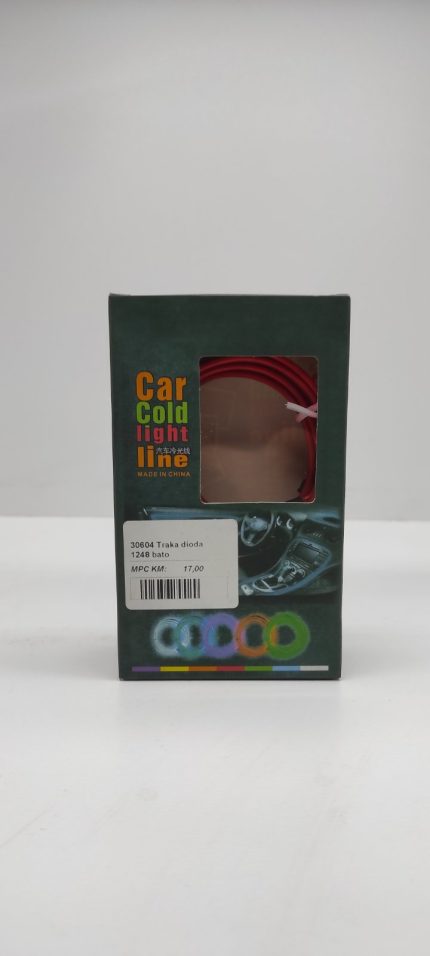 Car
Cold
light
汽车冷光线
line
MADE IN CHINA
30604 Traka dioda
1248 bato
MPC KM: 17,00